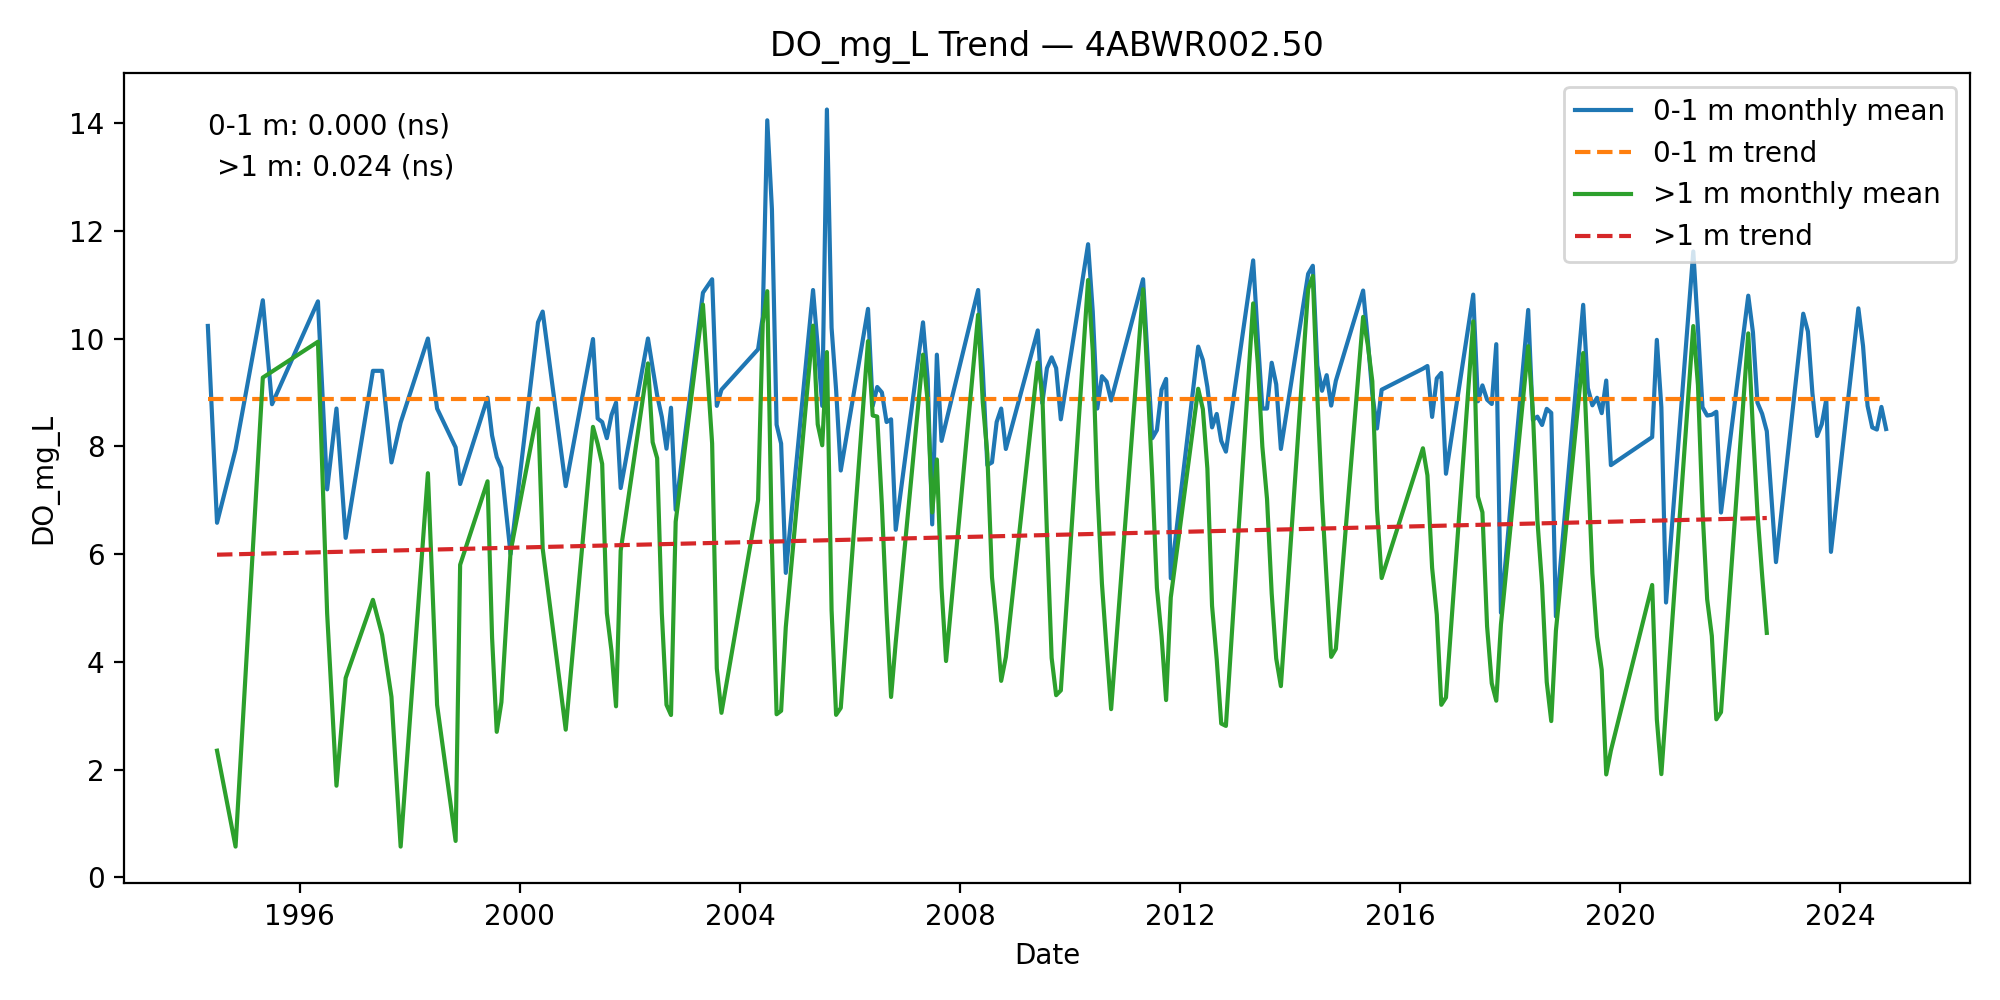 DO_mg_L Trend — 4ABWR002.50
0-1 m: 0.000 (ns)
>1 m: 0.024 (ns)
0-1 m monthly mean
0-1 m trend
>1 m monthly mean
>1 m trend
14
12
10
8
6
4
2
0
DO_mg_L
1996
2000
2004
2008
2012
2016
2020
2024
Date